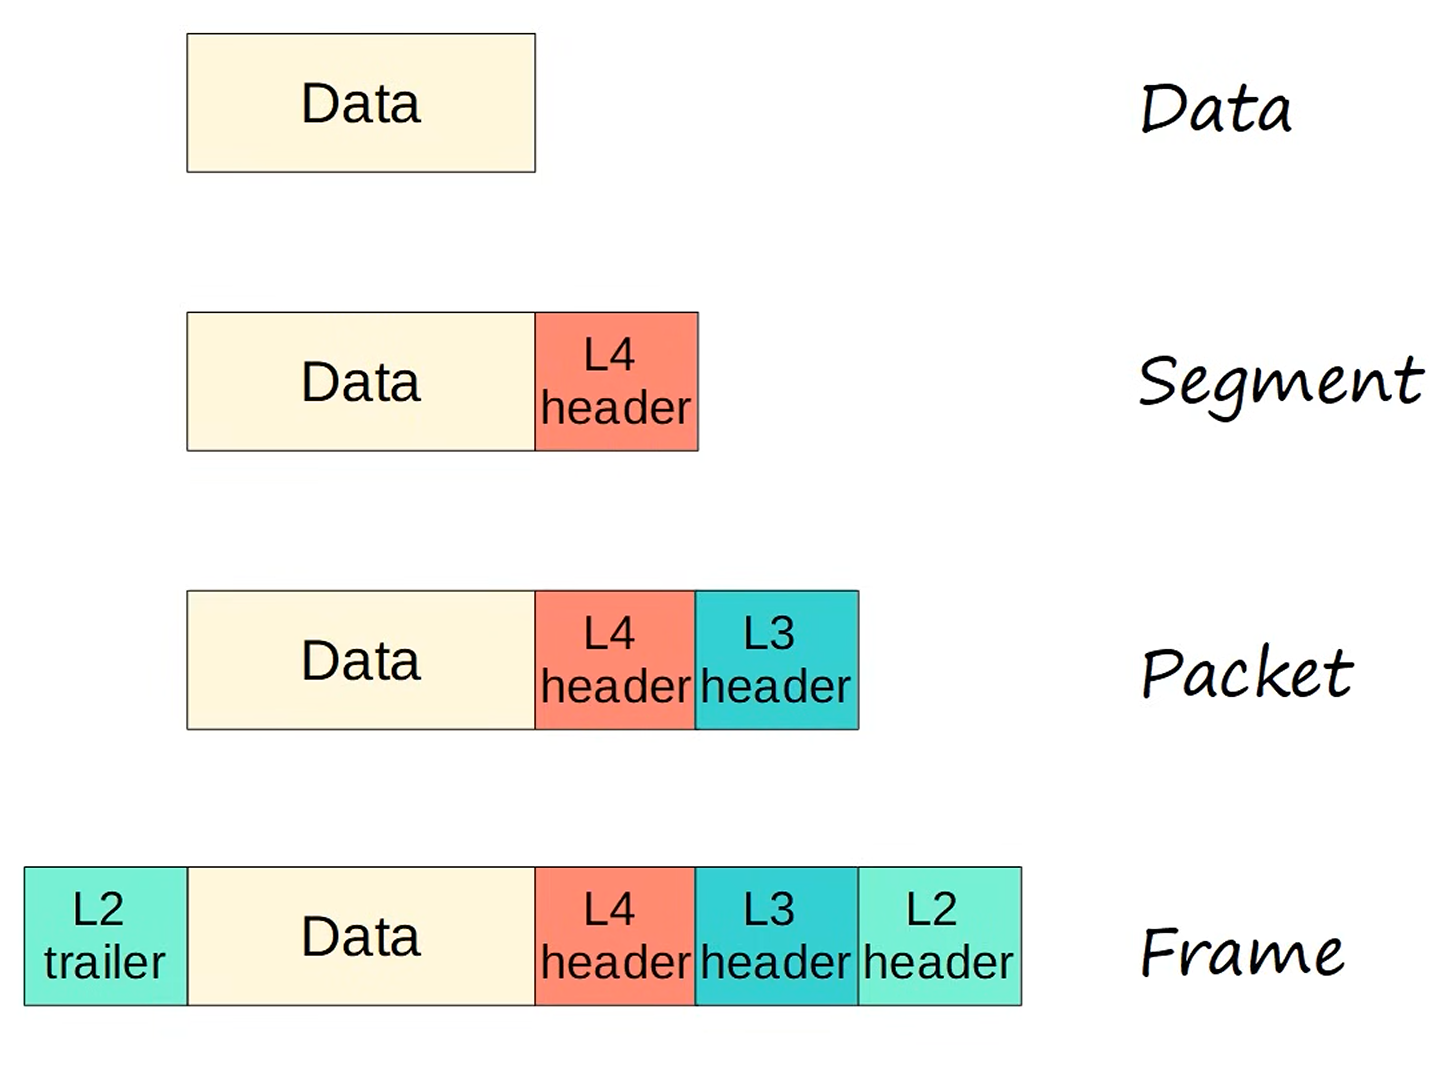 Data
Data
Data
L4
header
Segment
Data
L4
header
L3
header
Packet
L2
trailer
Data
L4
header
L3
header
L2
header
Frame